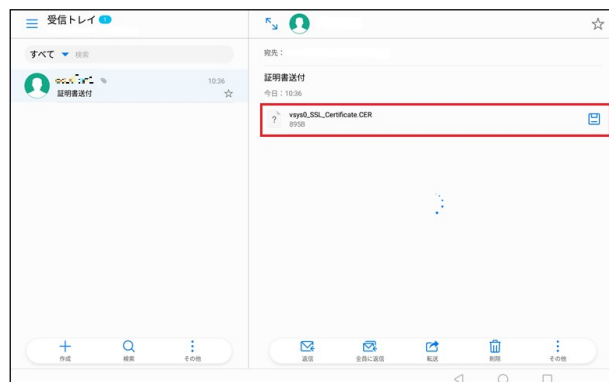 受信トレイ 1
すべて 検索
10:36
証明書送付
作成 検索 その他
宛先：
証明書送付
今日：10:36
? vsys0_SSL_Certificate.CER
895B
返信 全員に返信 転送 削除 その他